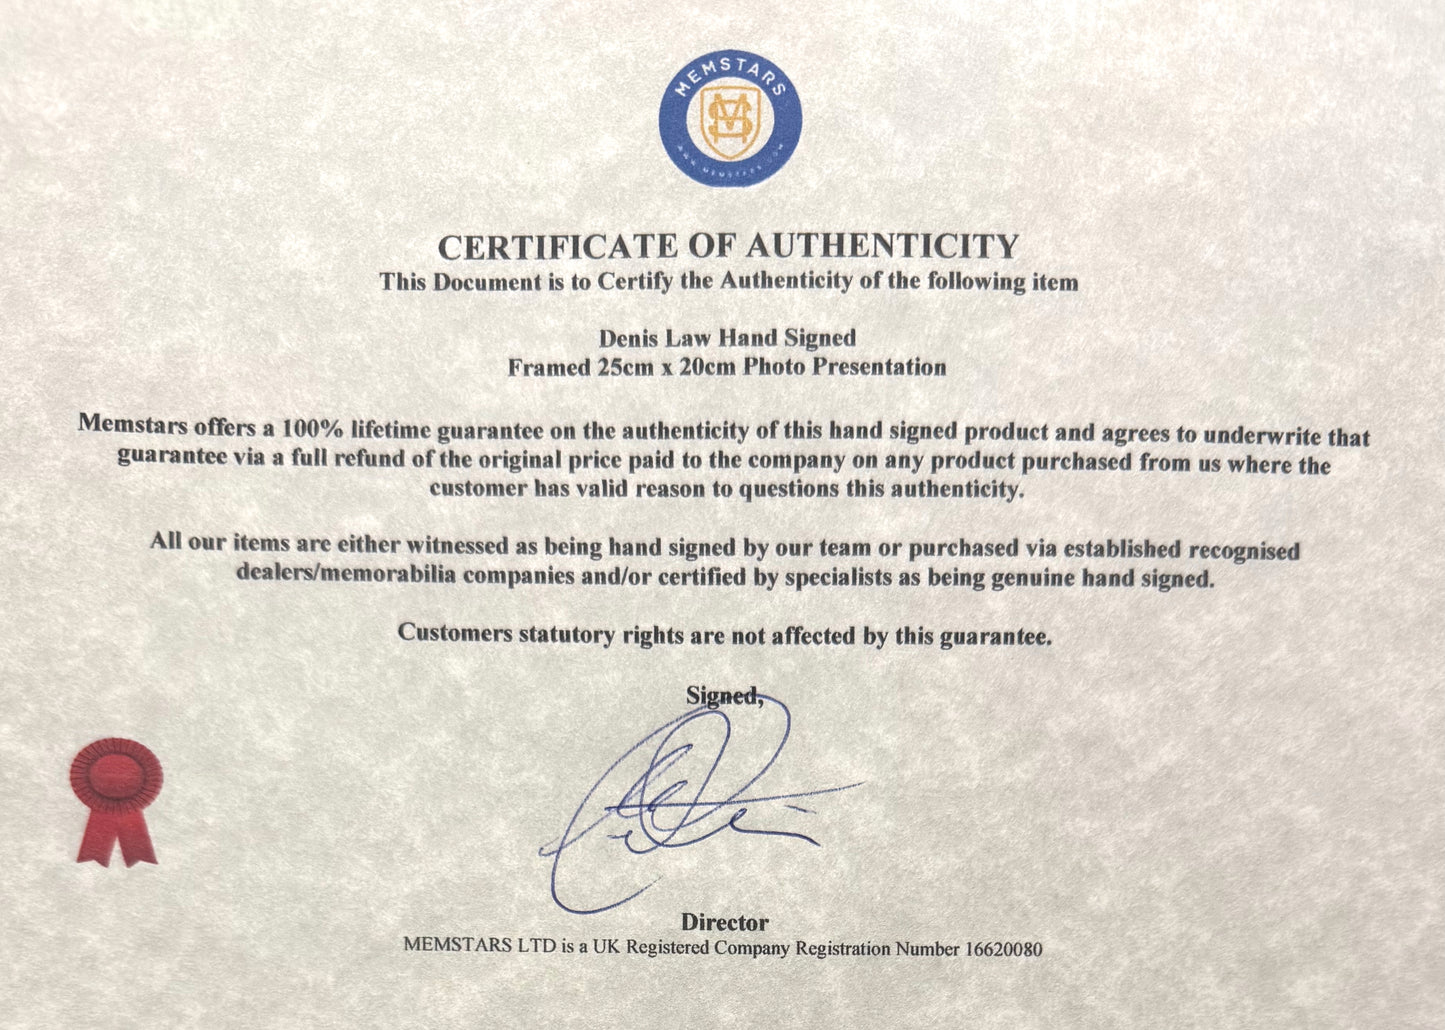 MEMSTARS
MS
WWW.MEMSTARS.COM
CERTIFICATE OF AUTHENTICITY
This Document is to Certify the Authenticity of the following item
Denis Law Hand Signed
Framed 25cm x 20cm Photo Presentation
Memstars offers a 100% lifetime guarantee on the authenticity of this hand signed product and agrees to underwrite that
guarantee via a full refund of the original price paid to the company on any product purchased from us where the
customer has valid reason to questions this authenticity.
All our items are either witnessed as being hand signed by our team or purchased via established recognised
dealers/memorabilia companies and/or certified by specialists as being genuine hand signed.
Customers statutory rights are not affected by this guarantee.
Signed,
Director
MEMSTARS LTD is a UK Registered Company Registration Number 16620080